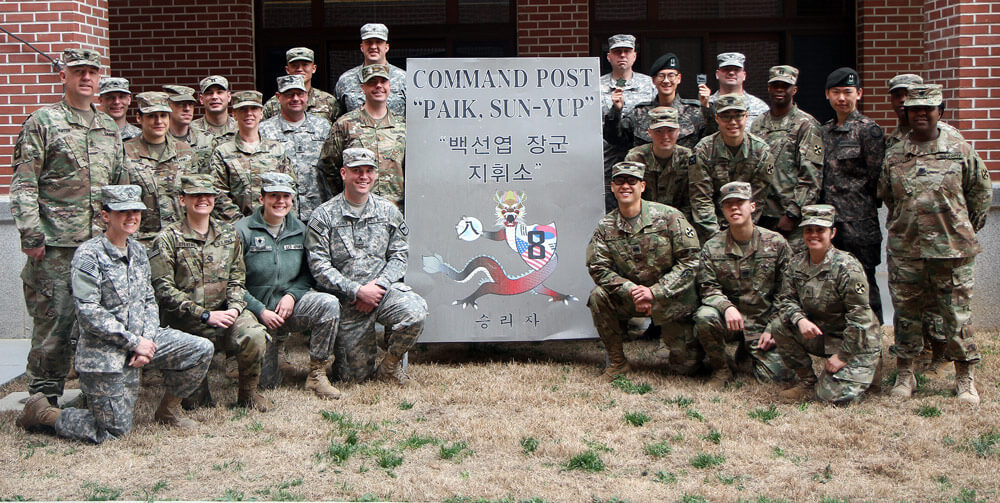 COMMAND POST
"PAIK, SUN-YUP"
"백선엽 장군
지휘소"
八
8
승리자